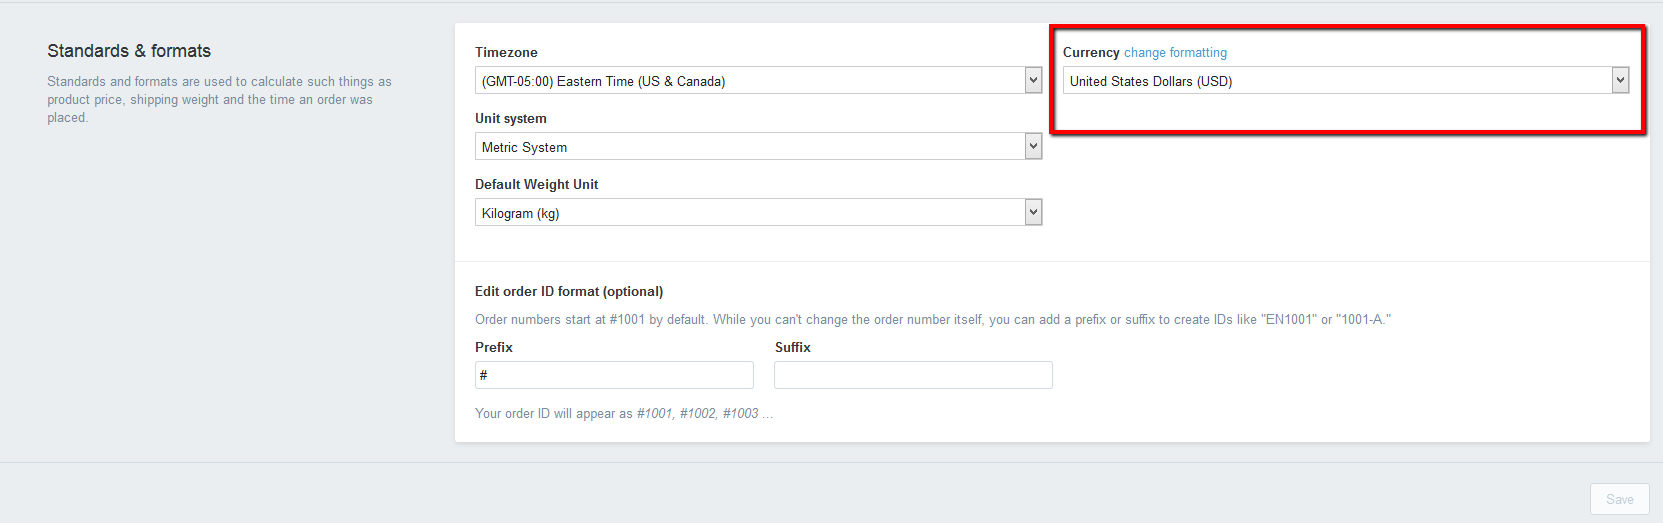 Standards & formats
Standards and formats are used to calculate such things as
product price, shipping weight and the time an order was
placed.
Timezone
(GMT-05:00) Eastern Time (US & Canada)
Currency change formatting
United States Dollars (USD)
Unit system
Metric System
Default Weight Unit
Kilogram (kg)
Edit order ID format (optional)
Order numbers start at #1001 by default. While you can't change the order number itself, you can add a prefix or suffix to create IDs like "EN1001" or "1001-A."
Prefix
#
Suffix
Your order ID will appear as #1001, #1002, #1003 ...
Save